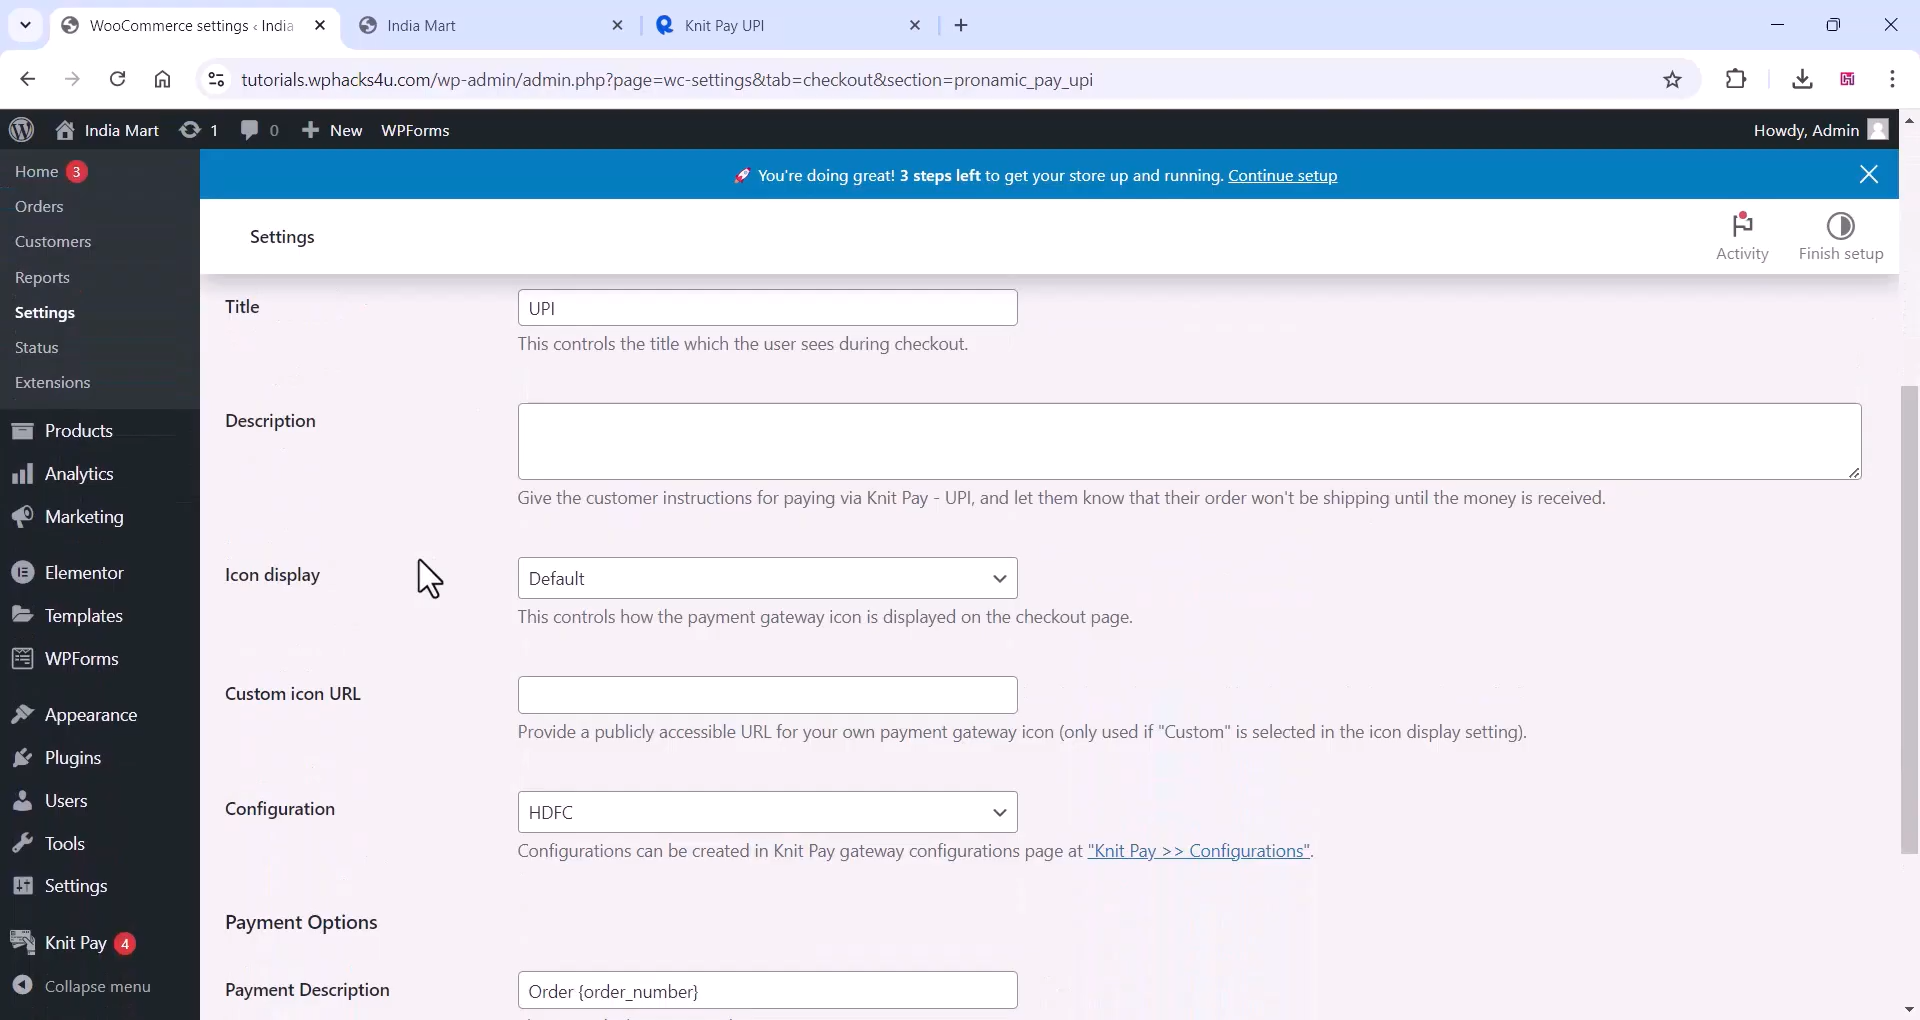 WooCommerce settings ‹ India
India Mart
Knit Pay UPI
tutorials.wphacks4u.com/wp-admin/admin.php?page=wc-settings&tab=checkout&section=pronamic_pay_upi
India Mart
1
0
New
WPForms
Howdy, Admin
Home 3
Orders
Customers
Reports
Settings
Status
Extensions
Products
Analytics
Marketing
Elementor
Templates
WPForms
Appearance
Plugins
Users
Tools
Settings
Knit Pay 4
Collapse menu
🚀 You're doing great! 3 steps left to get your store up and running. Continue setup
Settings
Activity
Finish setup
Title
UPI
This controls the title which the user sees during checkout.
Description
Give the customer instructions for paying via Knit Pay - UPI, and let them know that their order won't be shipping until the money is received.
Icon display
Default
This controls how the payment gateway icon is displayed on the checkout page.
Custom icon URL
Provide a publicly accessible URL for your own payment gateway icon (only used if "Custom" is selected in the icon display setting).
Configuration
HDFC
Configurations can be created in Knit Pay gateway configurations page at "Knit Pay >> Configurations".
Payment Options
Payment Description
Order {order_number}